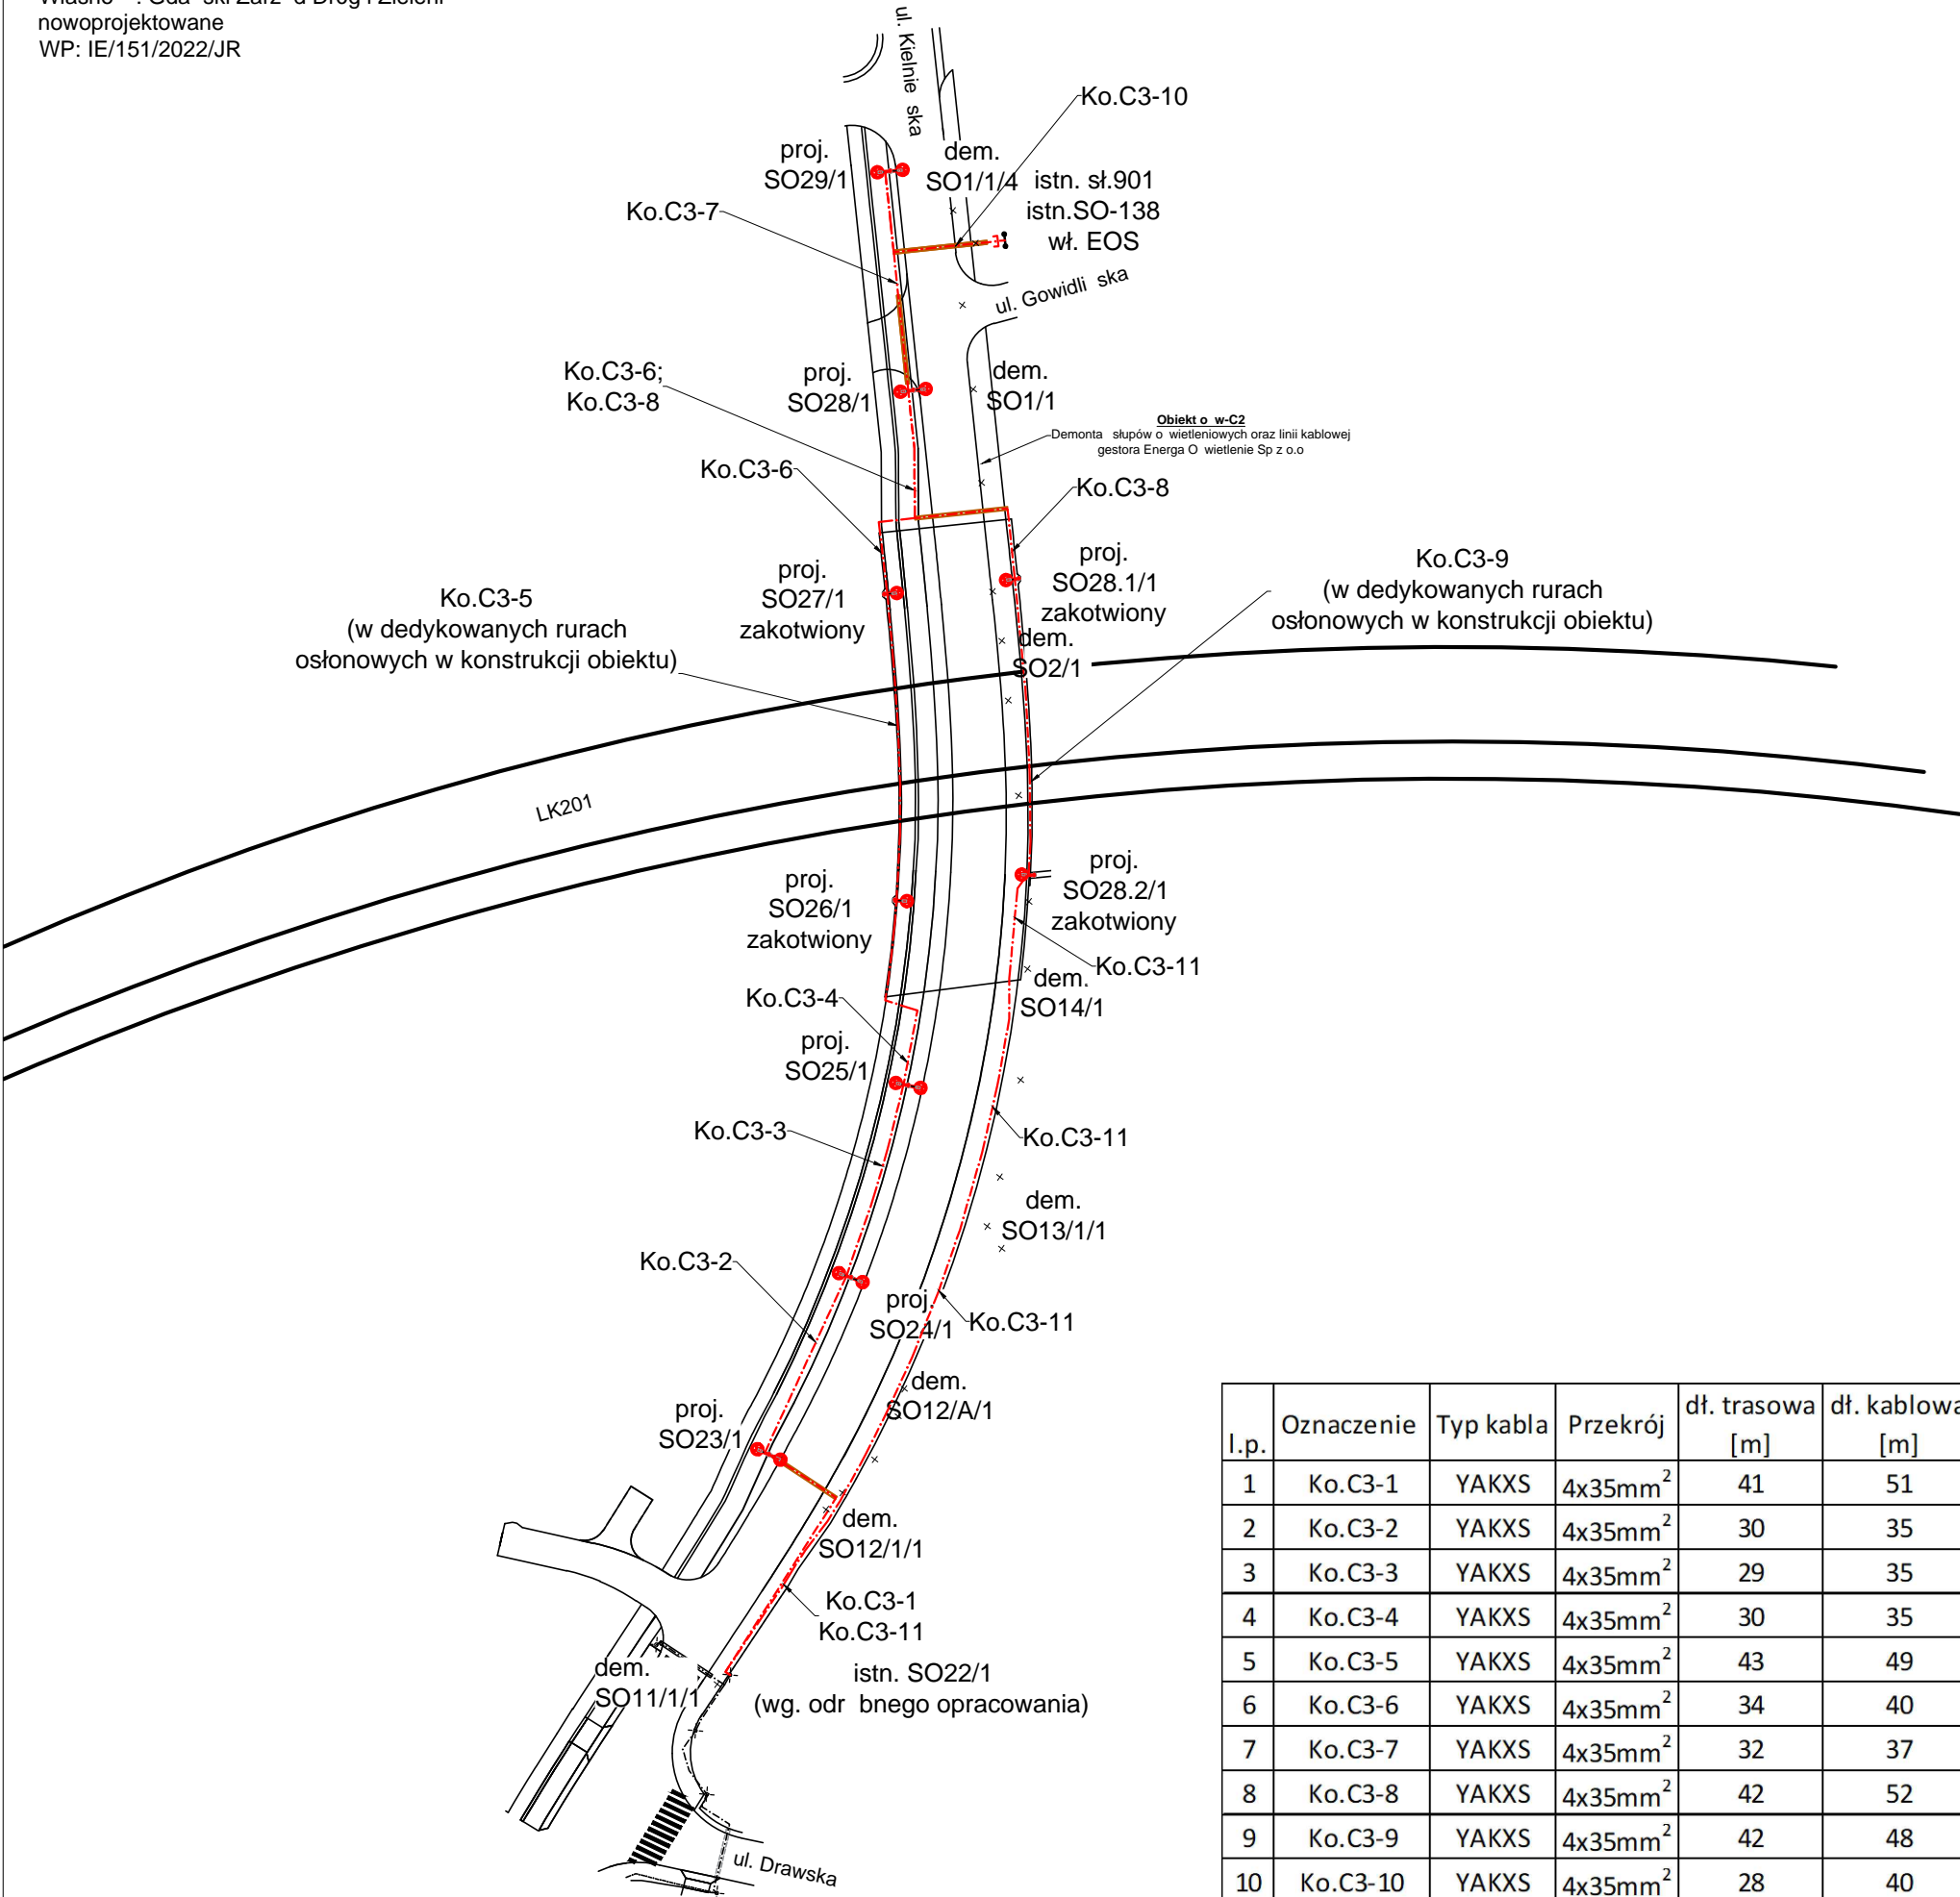 nowoprojektowane
WP: IE/151/2022/JR
ul. Kielnie ska
Ko.C3-10
proj.
SO29/1
dem.
SO1/1/4
istn. sł.901
istn.SO-138
wł. EOS
Ko.C3-7
ul. Gowidli ska
Ko.C3-6;
Ko.C3-8
proj.
SO28/1
dem.
SO1/1
Obiekt o w-C2
Demonta słupów o wietleniowych oraz linii kablowej
gestora Energa O wietlenie Sp z o.o
Ko.C3-6
Ko.C3-8
proj.
SO27/1
zakotwiony
proj.
SO28.1/1
zakotwiony
Ko.C3-9
(w dedykowanych rurach
osłonowych w konstrukcji obiektu)
Ko.C3-5
(w dedykowanych rurach
osłonowych w konstrukcji obiektu)
dem.
SO2/1
LK201
proj.
SO26/1
zakotwiony
proj.
SO28.2/1
zakotwiony
Ko.C3-11
dem.
SO14/1
Ko.C3-4
proj.
SO25/1
Ko.C3-3
Ko.C3-11
dem.
SO13/1/1
Ko.C3-2
proj.
SO24/1
Ko.C3-11
dem.
SO12/A/1
proj.
SO23/1
dem.
SO12/1/1
Ko.C3-1
Ko.C3-11
istn. SO22/1
(wg. odr bnego opracowania)
dem.
SO11/1/1
ul. Drawska
l.p. Oznaczenie Typ kabla Przekrój dł. trasowa [m] dł. kablowa [m]
1 Ko.C3-1 YAKXS 4x35mm² 41 51
2 Ko.C3-2 YAKXS 4x35mm² 30 35
3 Ko.C3-3 YAKXS 4x35mm² 29 35
4 Ko.C3-4 YAKXS 4x35mm² 30 35
5 Ko.C3-5 YAKXS 4x35mm² 43 49
6 Ko.C3-6 YAKXS 4x35mm² 34 40
7 Ko.C3-7 YAKXS 4x35mm² 32 37
8 Ko.C3-8 YAKXS 4x35mm² 42 52
9 Ko.C3-9 YAKXS 4x35mm² 42 48
10 Ko.C3-10 YAKXS 4x35mm² 28 40